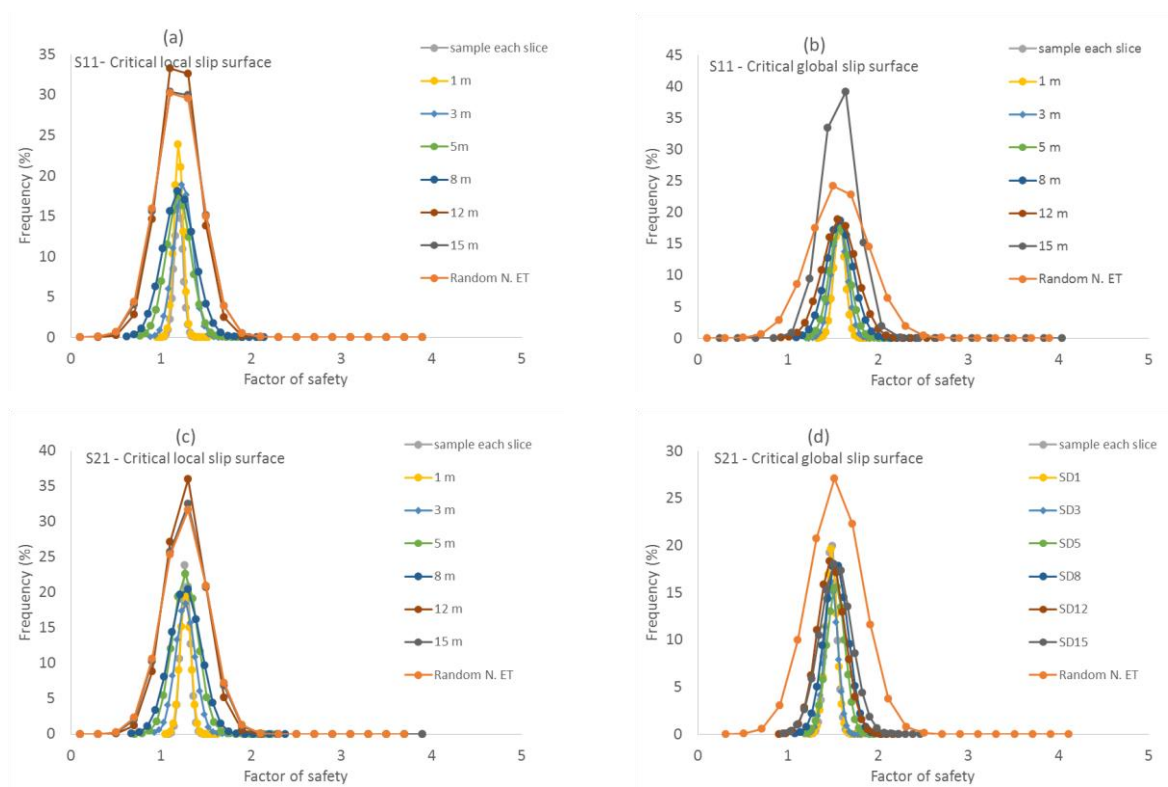 (a)
S11- Critical local slip surface
35
30
25
20
15
10
5
0
Frequency (%)
0 1 2 3 4 5
Factor of safety
sample each slice
1 m
3 m
5m
8 m
12 m
15 m
Random N. ET
(b)
S11 - Critical global slip surface
45
40
35
30
25
20
15
10
5
0
Frequency (%)
0 1 2 3 4 5
Factor of safety
sample each slice
1 m
3 m
5 m
8 m
12 m
15 m
Random N. ET
(c)
S21 - Critical local slip surface
40
35
30
25
20
15
10
5
0
Frequency (%)
0 1 2 3 4 5
Factor of safety
sample each slice
1 m
3 m
5 m
8 m
12 m
15 m
Random N. ET
(d)
S21 - Critical global slip surface
30
25
20
15
10
5
0
Frequency (%)
0 1 2 3 4 5
Factor of safety
sample each slice
SD1
SD3
SD5
SD8
SD12
SD15
Random N. ET